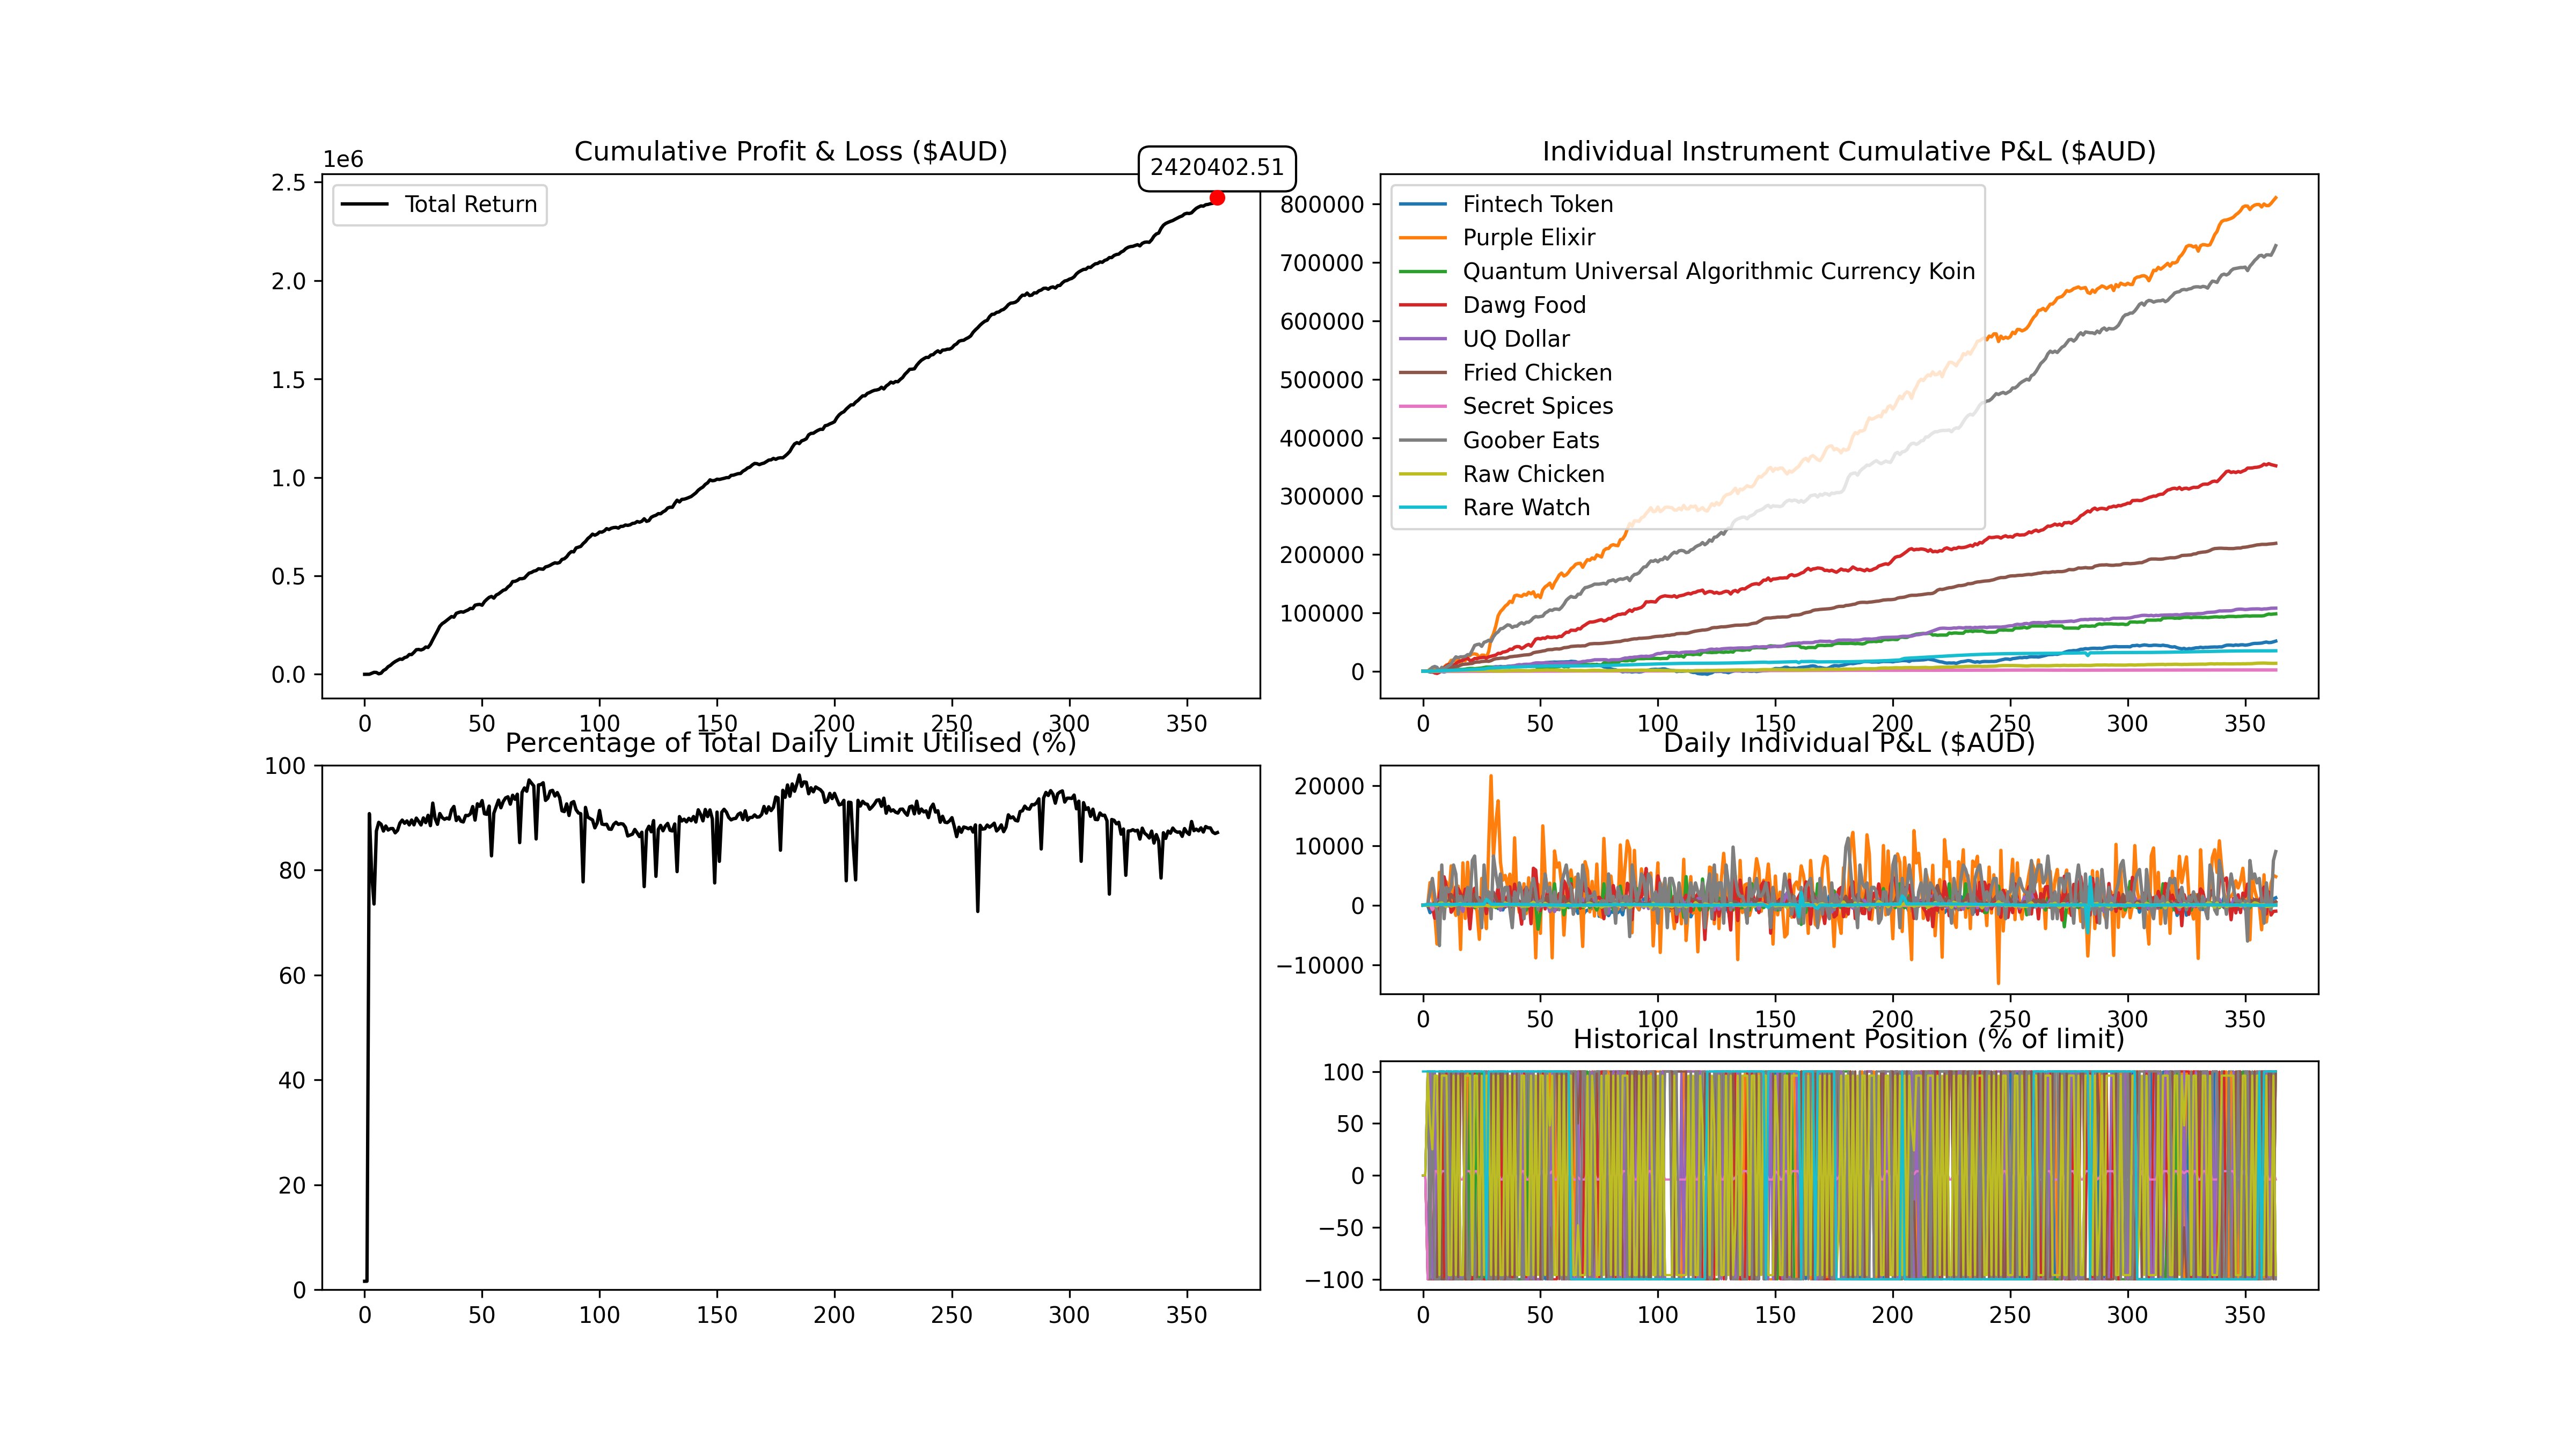 Cumulative Profit & Loss ($AUD)
1e6
2420402.51
Total Return
2.5
2.0
1.5
1.0
0.5
0.0
0 50 100 150 200 250 300 350
Individual Instrument Cumulative P&L ($AUD)
Fintech Token
Purple Elixir
Quantum Universal Algorithmic Currency Koin
Dawg Food
UQ Dollar
Fried Chicken
Secret Spices
Goober Eats
Raw Chicken
Rare Watch
800000
700000
600000
500000
400000
300000
200000
100000
0
0 50 100 150 200 250 300 350
Percentage of Total Daily Limit Utilised (%)
100
80
60
40
20
0
0 50 100 150 200 250 300 350
Daily Individual P&L ($AUD)
20000
10000
0
−10000
0 50 100 150 200 250 300 350
Historical Instrument Position (% of limit)
100
50
0
−50
−100
0 50 100 150 200 250 300 350